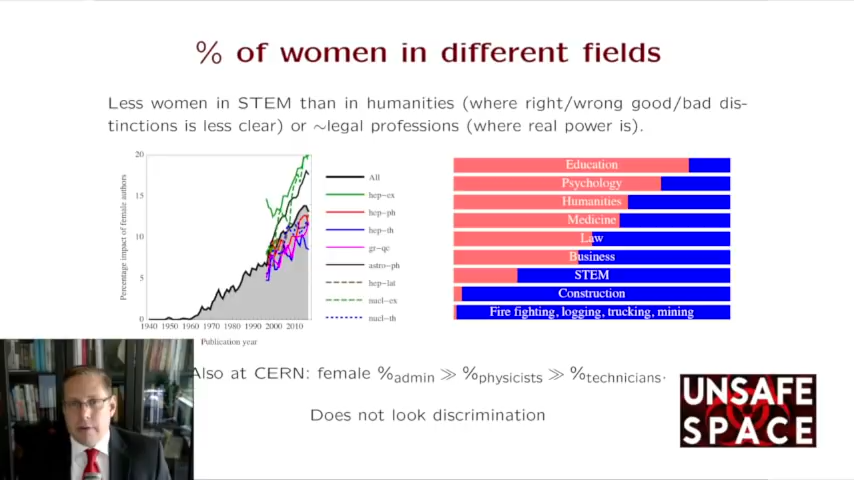 % of women in different fields
Less women in STEM than in humanities (where right/wrong good/bad dis-
tinctions is less clear) or ~legal professions (where real power is).
Percentage impact of female authors
20
15
10
5
0
1940 1950 1960 1970 1980 1990 2000 2010
Publication year
All
hep-ex
hep-ph
hep-th
gr-qc
astro-ph
hep-lat
nucl-ex
nucl-th
Education
Psychology
Humanities
Medicine
Law
Business
STEM
Construction
Fire fighting, logging, trucking, mining
Also at CERN: female %admin ≫ %physicists ≫ %technicians.
Does not look discrimination
UNSAFE
SPACE